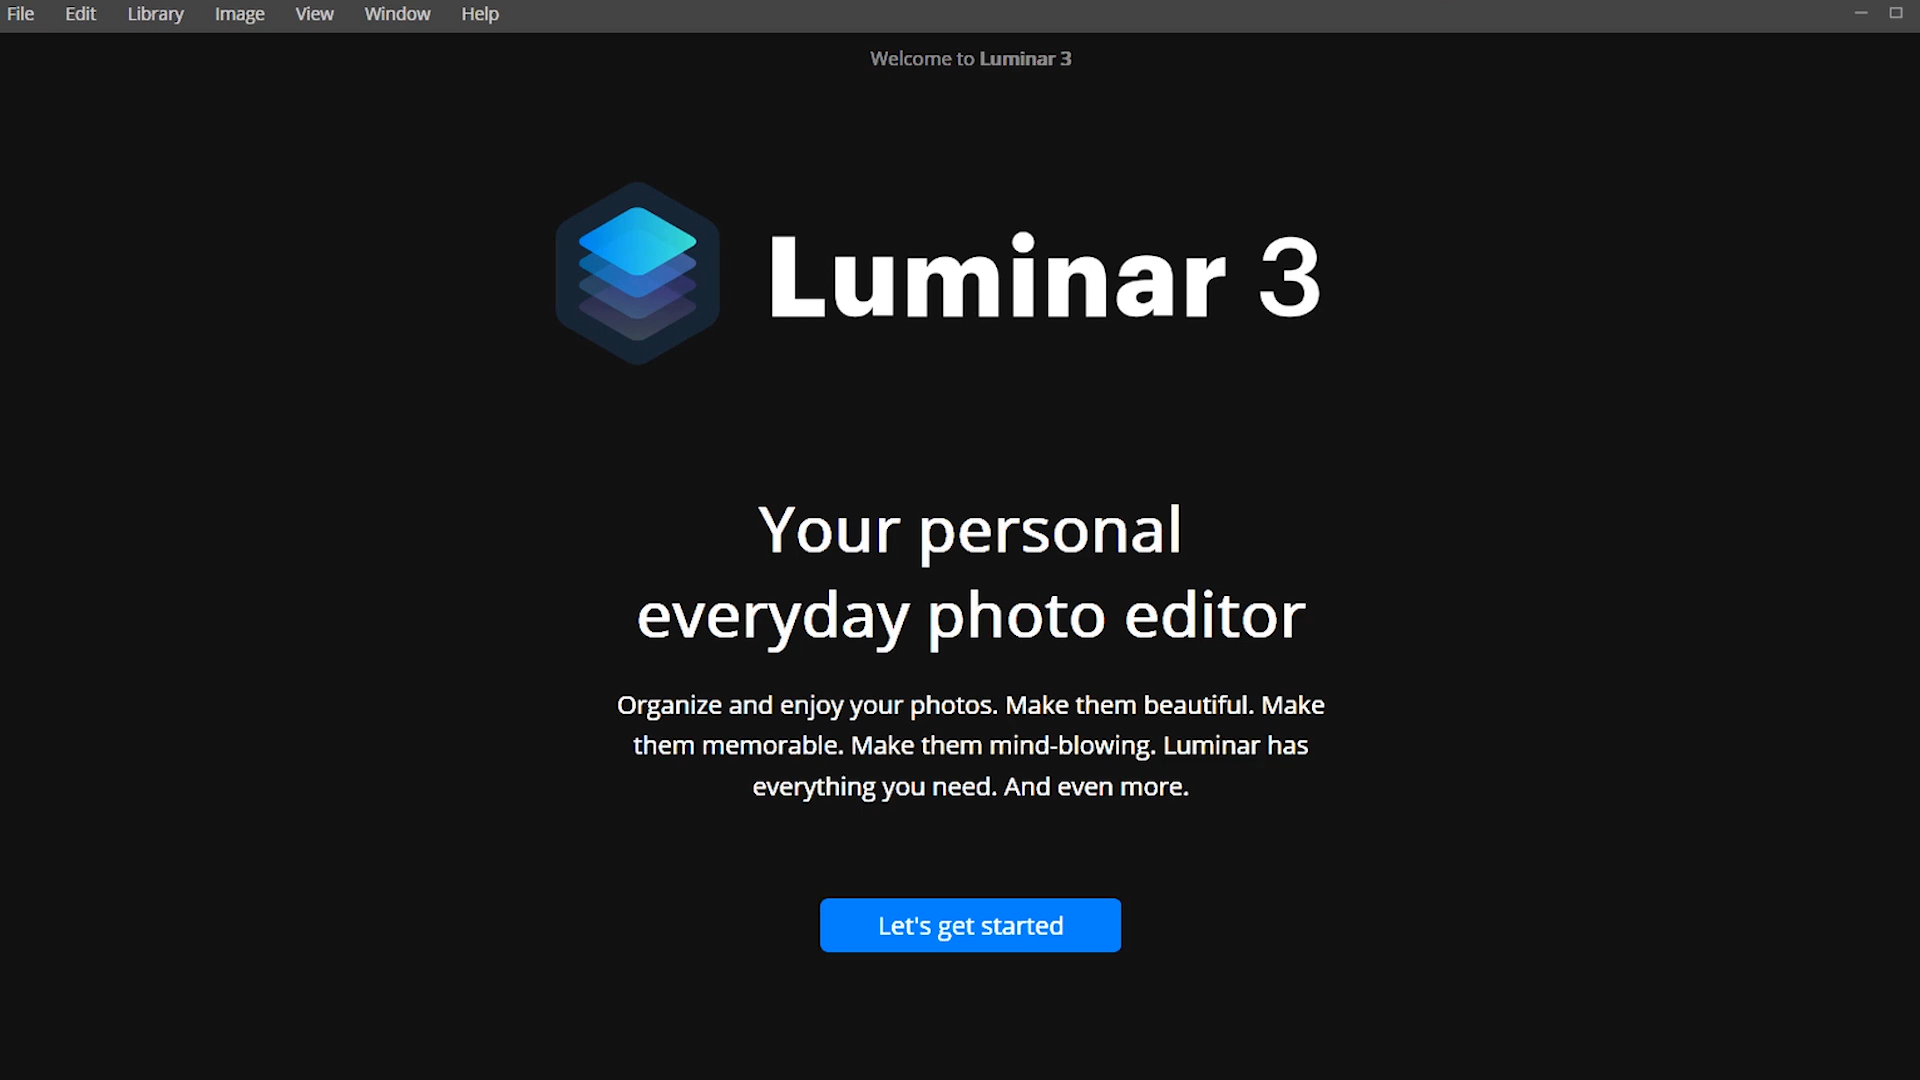 File Edit Library Image View Window Help
Welcome to Luminar 3
Luminar 3
Your personal
everyday photo editor
Organize and enjoy your photos. Make them beautiful. Make
them memorable. Make them mind-blowing. Luminar has
everything you need. And even more.
Let's get started